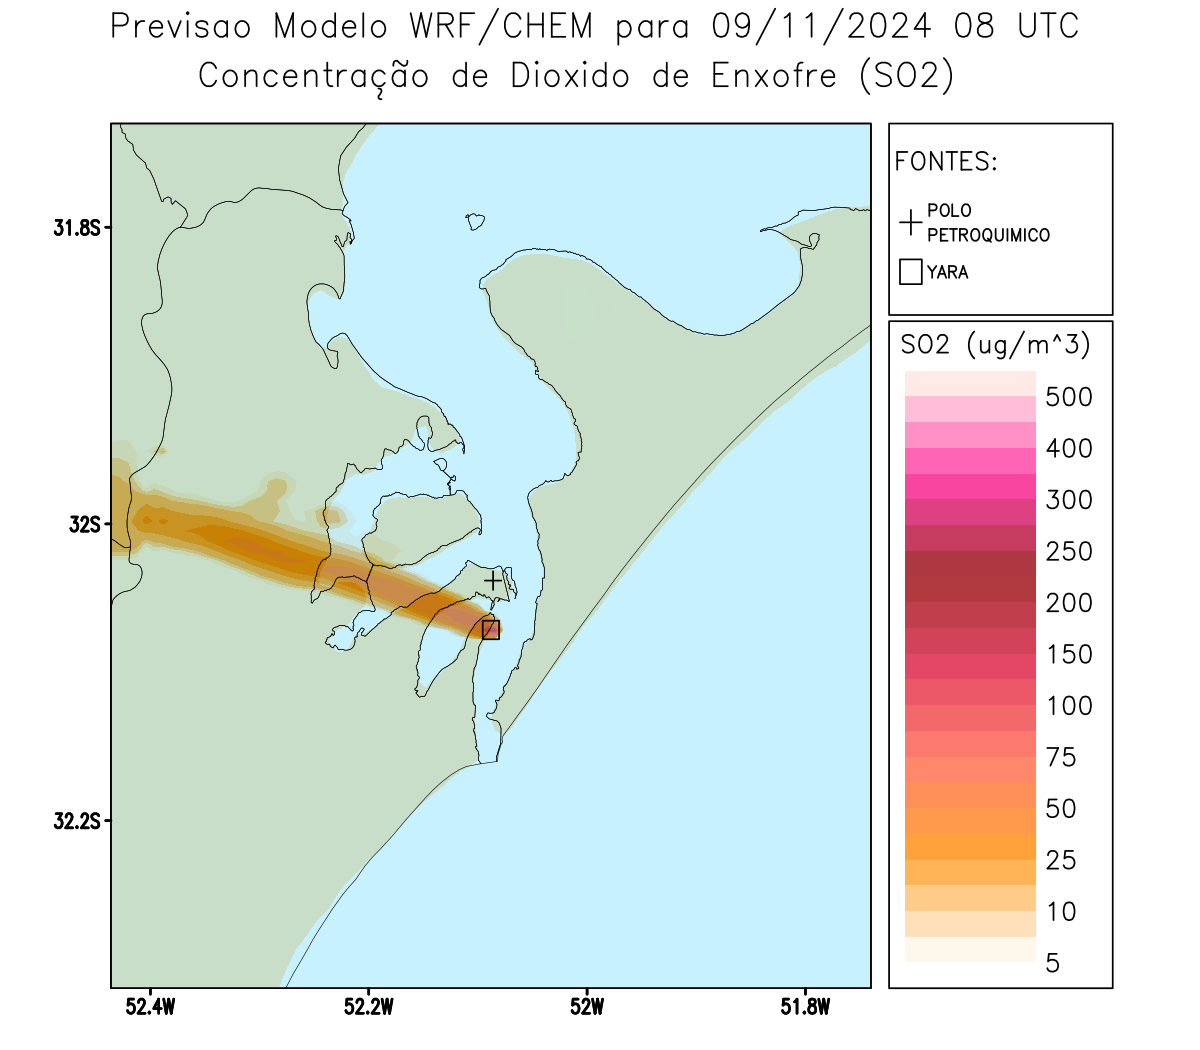 Previsao Modelo WRF/CHEM para 09/11/2024 08 UTC
Concentração de Dioxido de Enxofre (SO2)
FONTES:
POLO
PETROQUIMICO
YARA
SO2 (ug/m^3)
500
400
300
250
200
150
100
75
50
25
10
5
31.8S
32S
32.2S
52.4W
52.2W
52W
51.8W